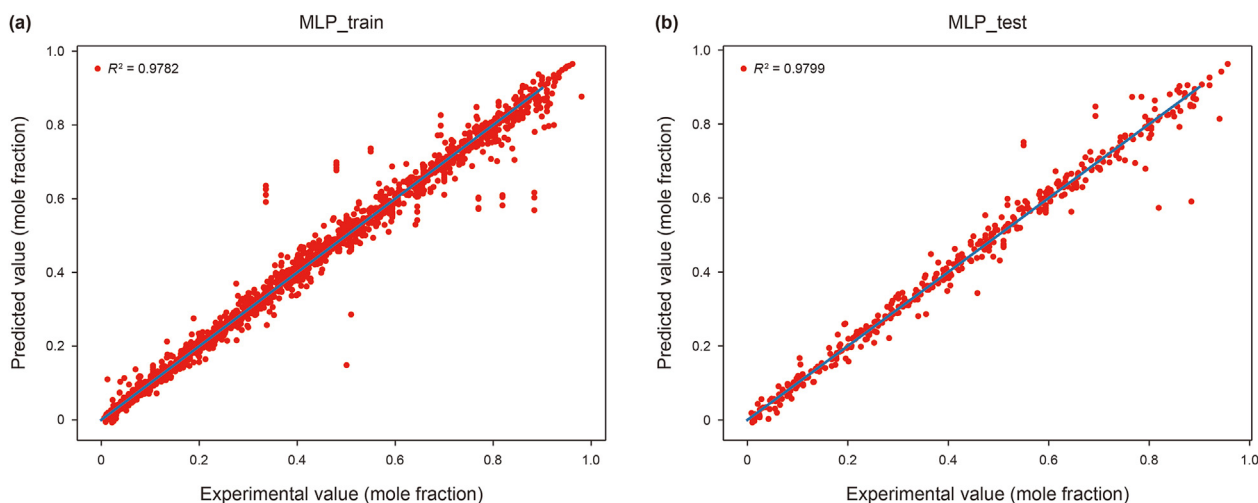 (a)
MLP_train
R² = 0.9782
Predicted value (mole fraction)
1.0
0.8
0.6
0.4
0.2
0
0
0.2
0.4
0.6
0.8
1.0
Experimental value (mole fraction)
(b)
MLP_test
R² = 0.9799
Predicted value (mole fraction)
1.0
0.8
0.6
0.4
0.2
0
0
0.2
0.4
0.6
0.8
1.0
Experimental value (mole fraction)